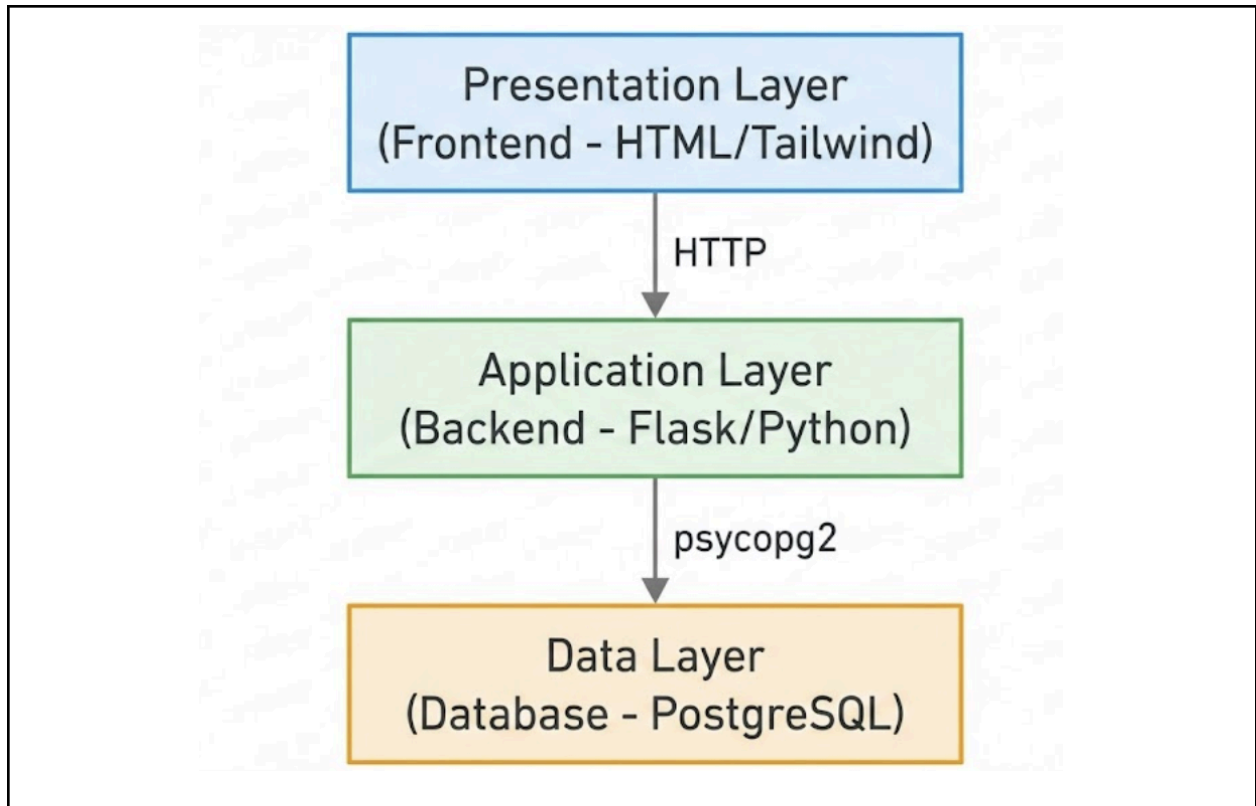 Presentation Layer
(Frontend - HTML/Tailwind)
HTTP
Application Layer
(Backend - Flask/Python)
psycopg2
Data Layer
(Database - PostgreSQL)